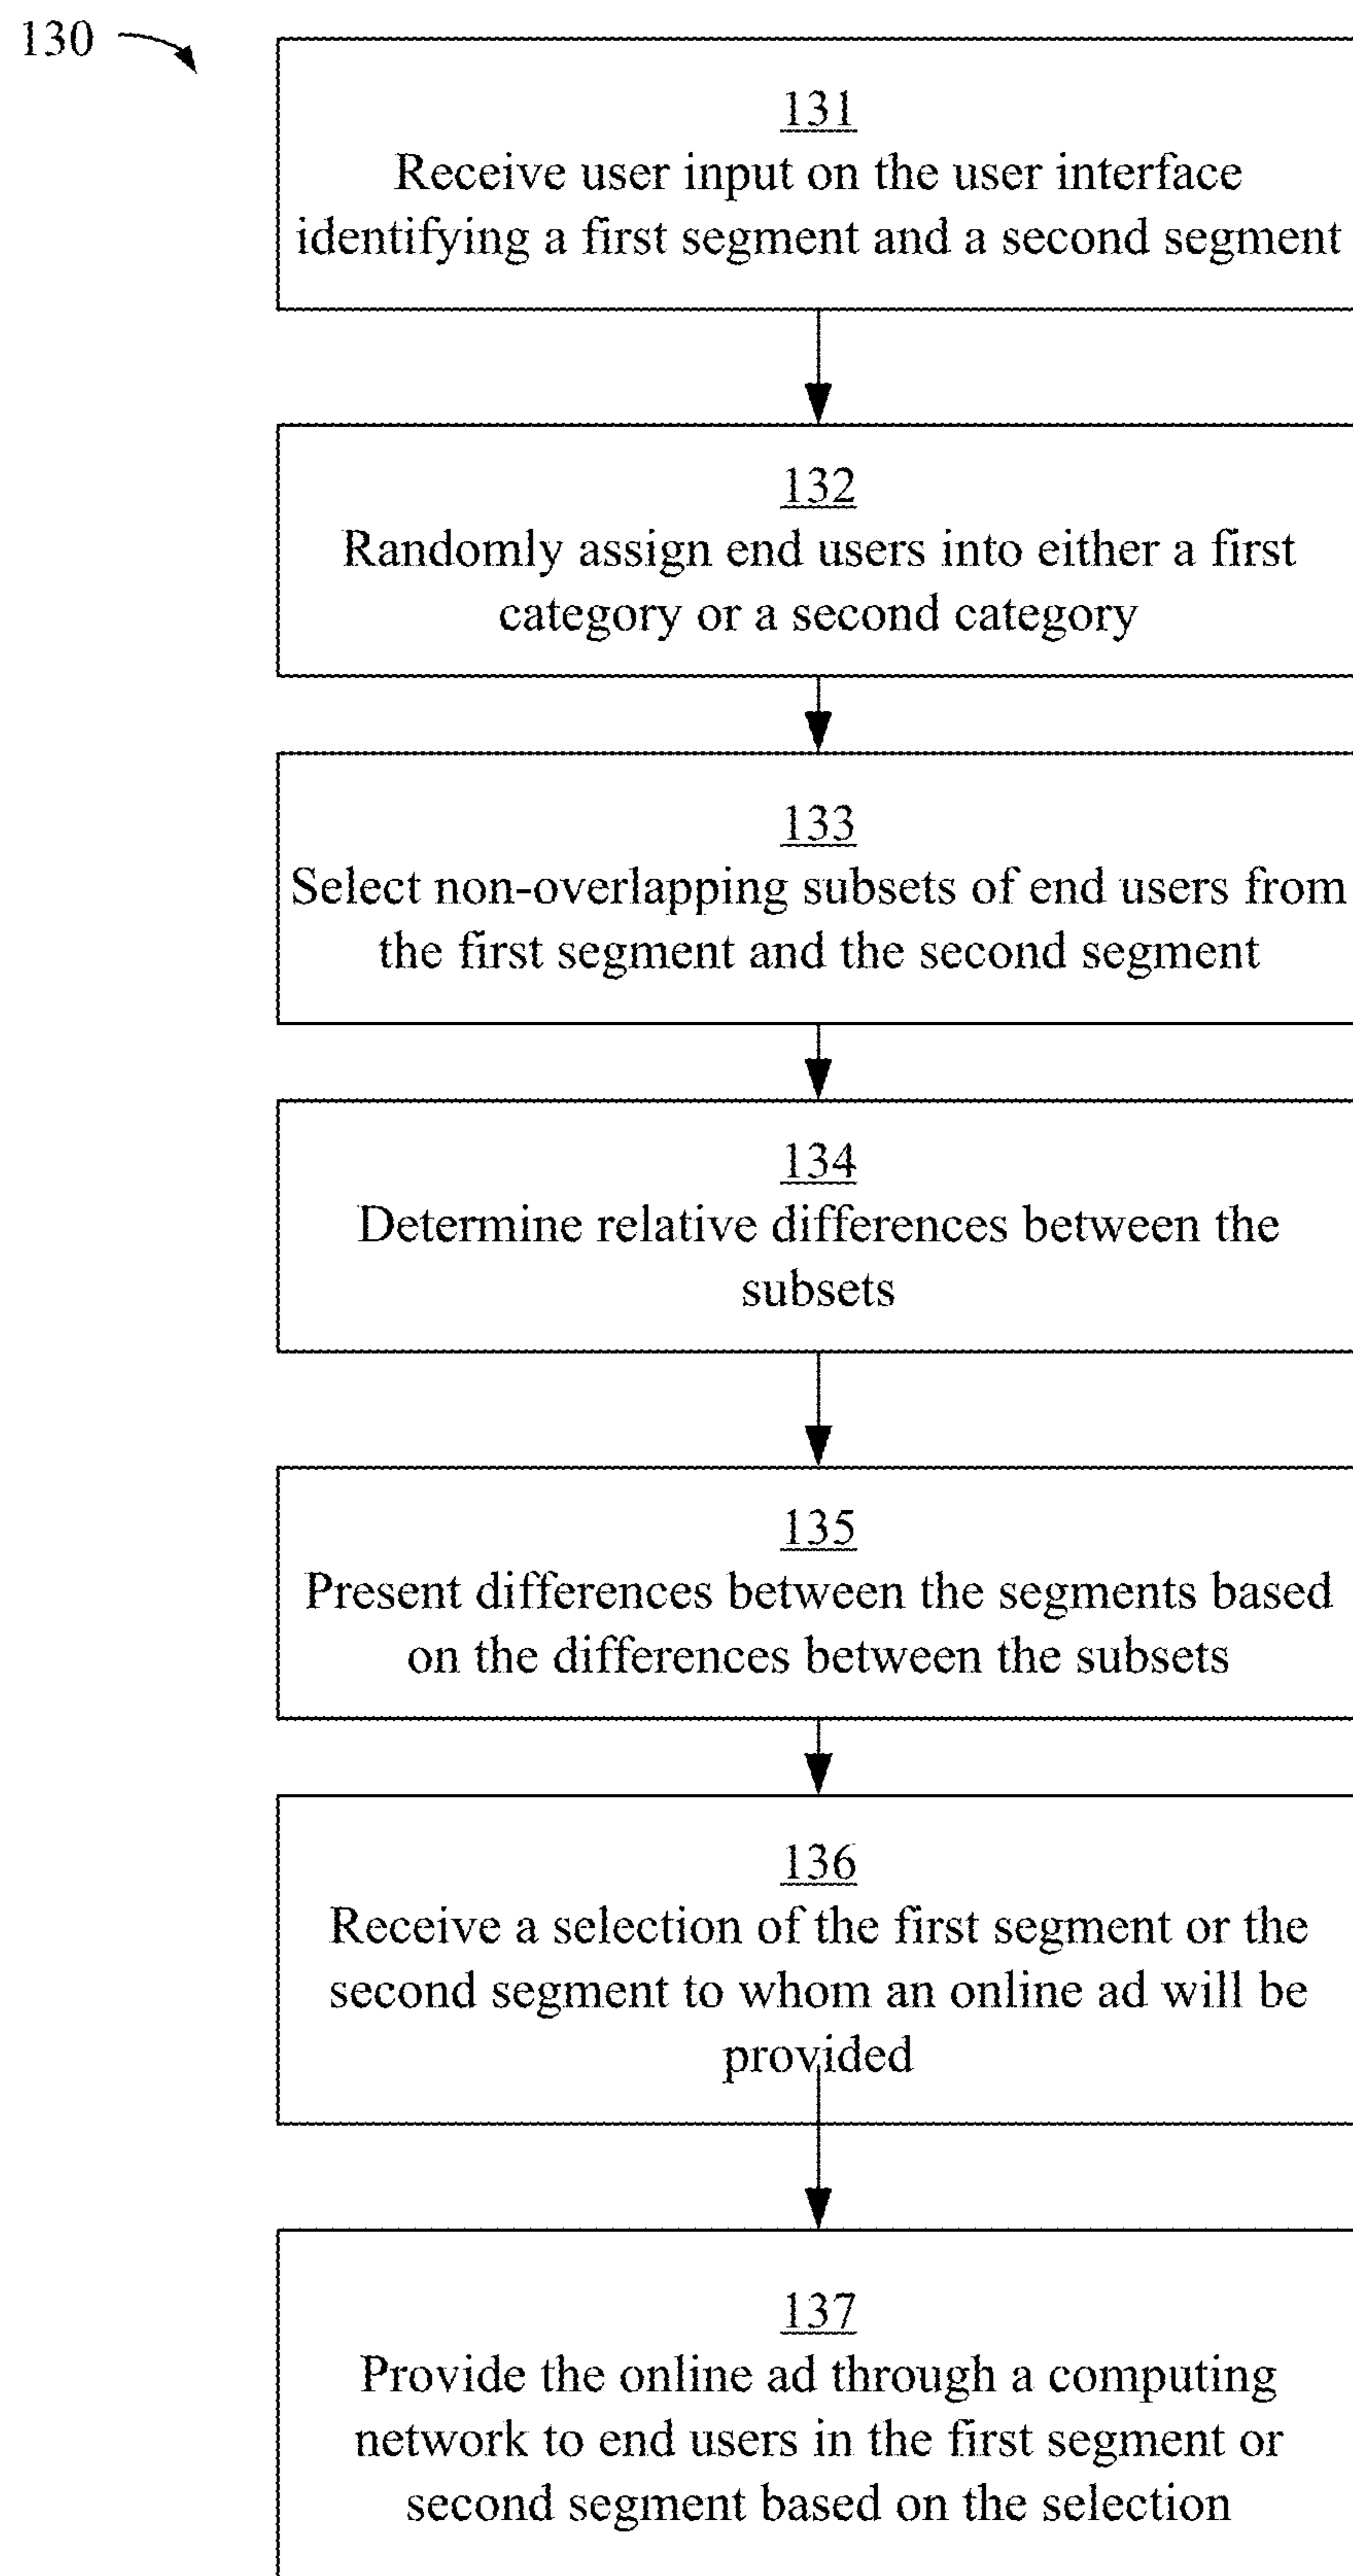 130
131
Receive user input on the user interface
identifying a first segment and a second segment
132
Randomly assign end users into either a first
category or a second category
133
Select non-overlapping subsets of end users from
the first segment and the second segment
134
Determine relative differences between the
subsets
135
Present differences between the segments based
on the differences between the subsets
136
Receive a selection of the first segment or the
second segment to whom an online ad will be
provided
137
Provide the online ad through a computing
network to end users in the first segment or
second segment based on the selection